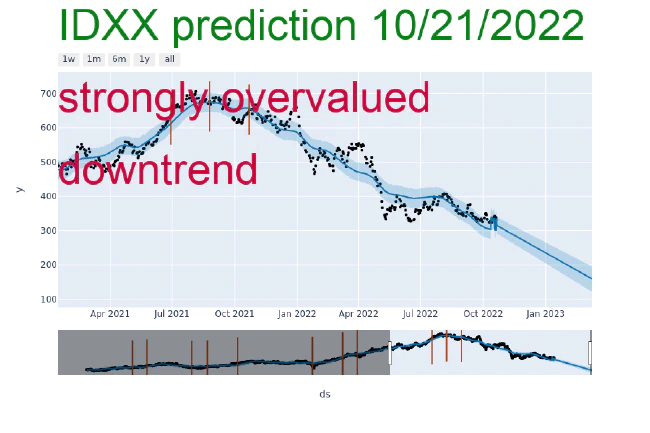 IDXX prediction 10/21/2022
1w 1m 6m 1y all
strongly overvalued
downtrend
700
600
500
400
300
200
100
y
Apr 2021 Jul 2021 Oct 2021 Jan 2022 Apr 2022 Jul 2022 Oct 2022 Jan 2023
ds